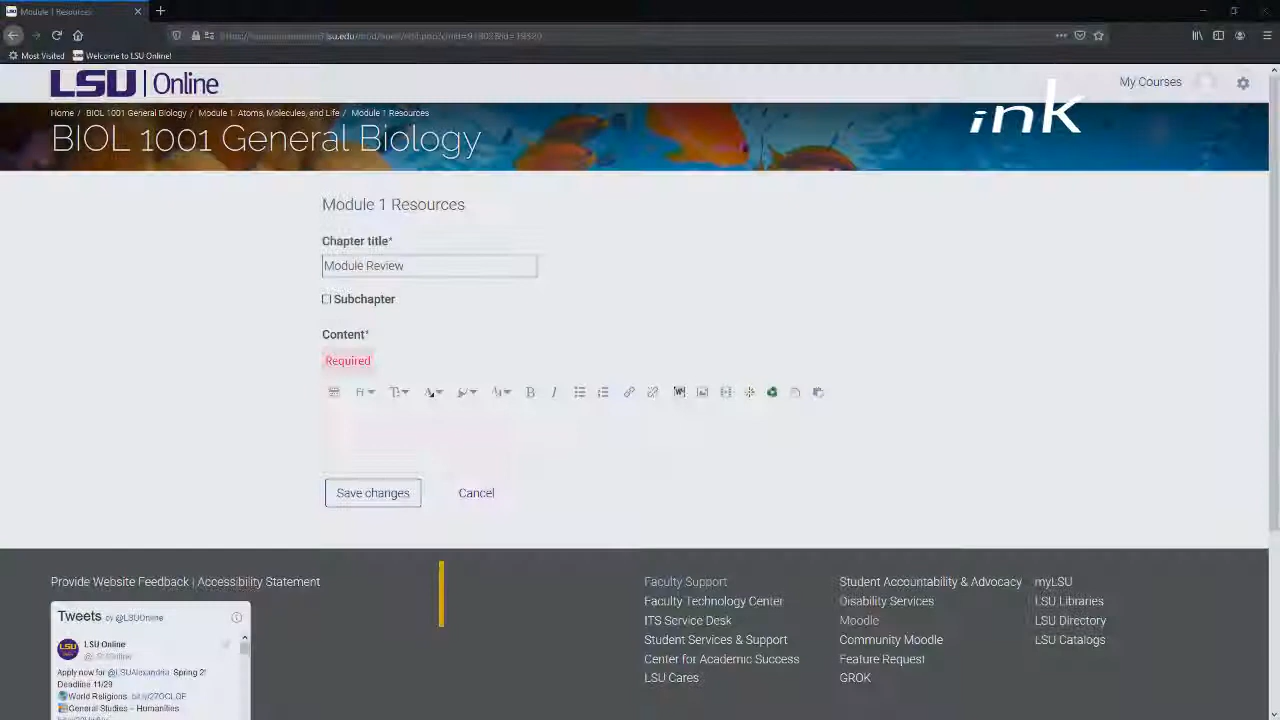 Module 1 Resources
Most Visited
Welcome to LSU Online!
LSU | Online
My Courses
Home / BIOL 1001 General Biology / Module 1: Atoms, Molecules, and Life / Module 1 Resources
BIOL 1001 General Biology
ink
Module 1 Resources
Chapter title*
Module Review
Subchapter
Content*
Required
Save changes
Cancel
Provide Website Feedback | Accessibility Statement
Tweets by @LSUOnline
LSU
LSU Online
@LSUOnline
Apply now for @LSUAlexandria Spring 2!
Deadline 11/29
World Religions
General Studies – Humanities
Faculty Support
Faculty Technology Center
ITS Service Desk
Student Services & Support
Center for Academic Success
LSU Cares
Student Accountability & Advocacy
Disability Services
Moodle
Community Moodle
Feature Request
GROK
myLSU
LSU Libraries
LSU Directory
LSU Catalogs